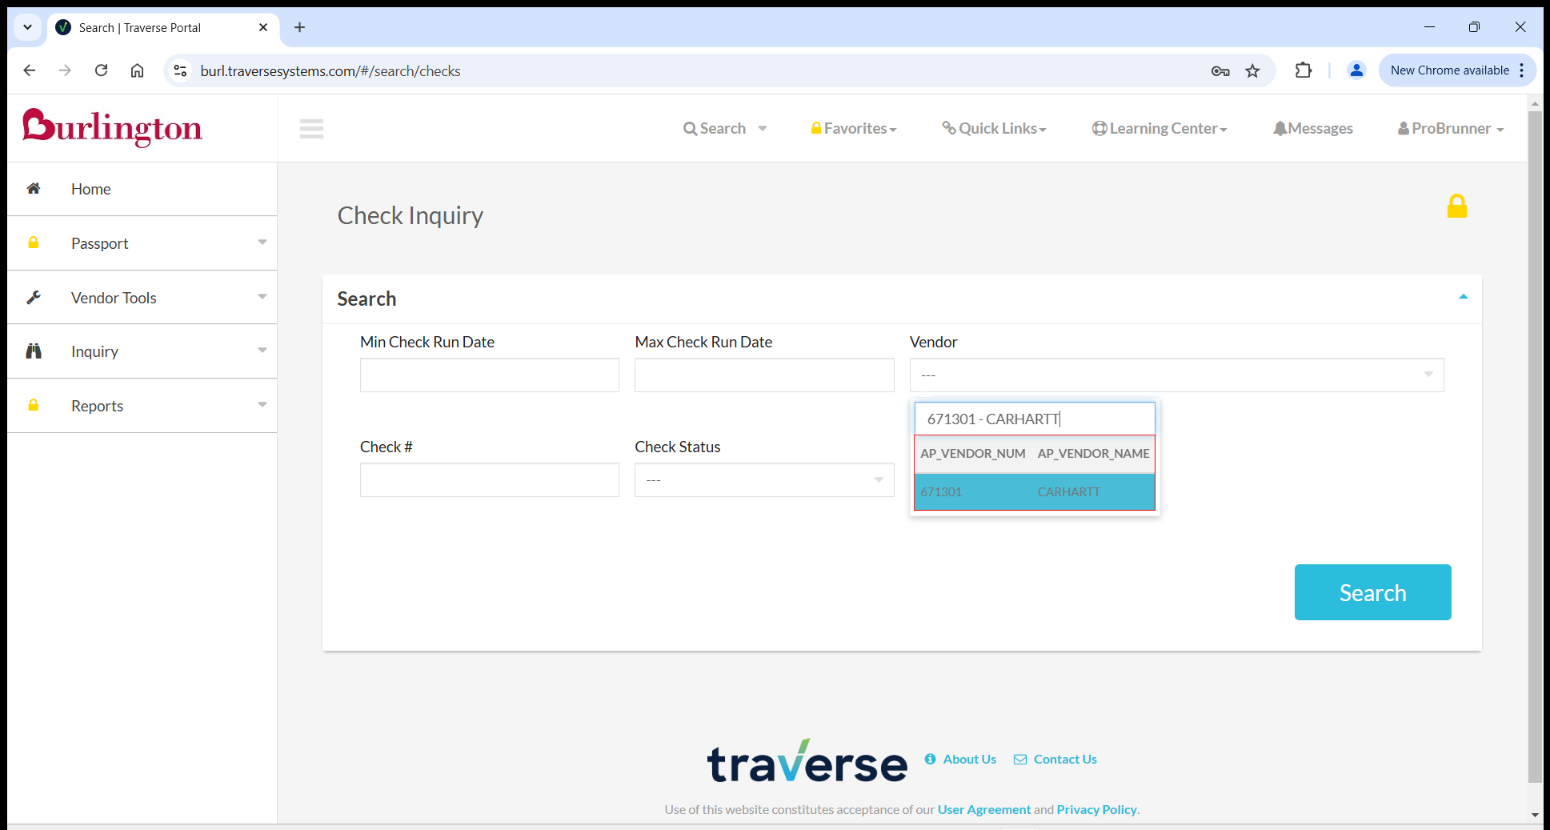 Search | Traverse Portal
burl.traversesystems.com/#/search/checks
New Chrome available
Burlington
Search
Favorites
Quick Links
Learning Center
Messages
ProBrunner
Home
Passport
Vendor Tools
Inquiry
Reports
Check Inquiry
Search
Min Check Run Date
Max Check Run Date
Vendor
---
671301 - CARHARTT
AP_VENDOR_NUM AP_VENDOR_NAME
671301 CARHARTT
Check #
Check Status
---
Search
traverse
About Us
Contact Us
Use of this website constitutes acceptance of our User Agreement and Privacy Policy.